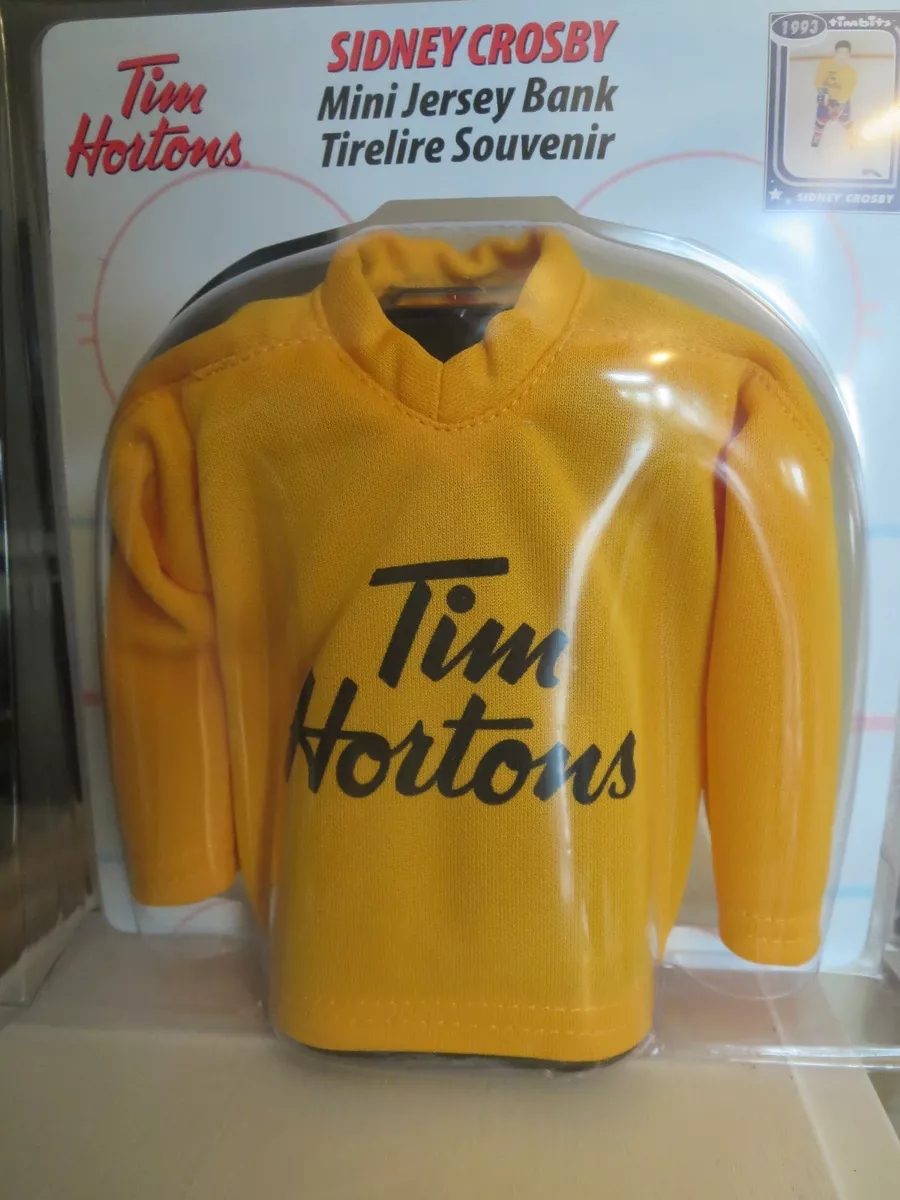 Tim
Hortons
SIDNEY CROSBY
Mini Jersey Bank
Tirelire Souvenir
1993 timbits
SIDNEY CROSBY
Tim
Hortons